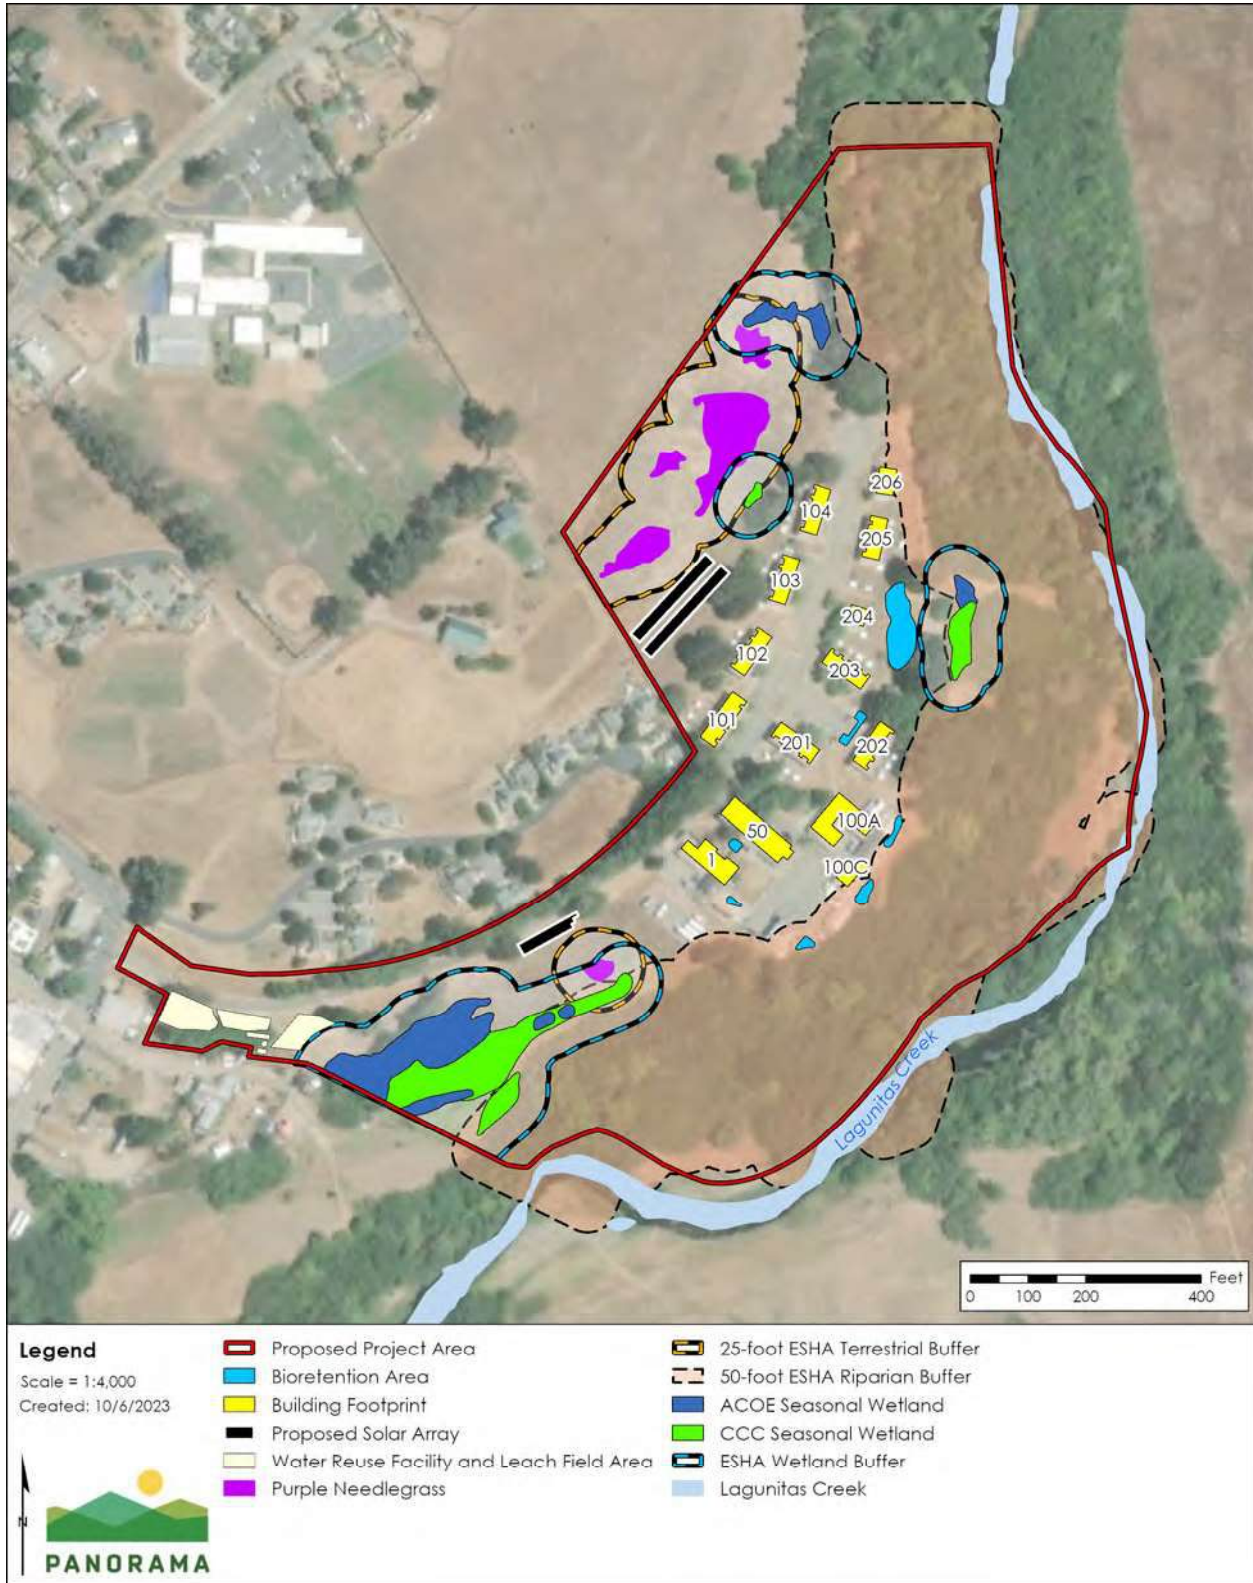 206
104
205
103
204
102
203
101
201
202
50
100A
1
100C
Lagunitas Creek
Feet
0 100 200 400
Legend
Scale = 1:4,000
Created: 10/6/2023
N
PANORAMA
Proposed Project Area
Bioretention Area
Building Footprint
Proposed Solar Array
Water Reuse Facility and Leach Field Area
Purple Needlegrass
25-foot ESHA Terrestrial Buffer
50-foot ESHA Riparian Buffer
ACOE Seasonal Wetland
CCC Seasonal Wetland
ESHA Wetland Buffer
Lagunitas Creek